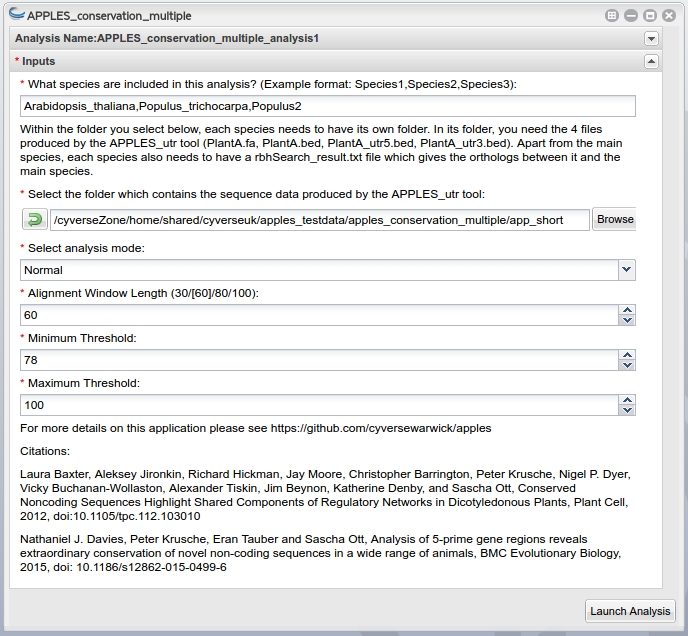 APPLES_conservation_multiple
Analysis Name:APPLES_conservation_multiple_analysis1
* Inputs
* What species are included in this analysis? (Example format: Species1,Species2,Species3):
Arabidopsis_thaliana,Populus_trichocarpa,Populus2
Within the folder you select below, each species needs to have its own folder. In its folder, you need the 4 files
produced by the APPLES_utr tool (PlantA.fa, PlantA.bed, PlantA_utr5.bed, PlantA_utr3.bed). Apart from the main
species, each species also needs to have a rbhSearch_result.txt file which gives the orthologs between it and the
main species.
* Select the folder which contains the sequence data produced by the APPLES_utr tool:
/cyverseZone/home/shared/cyverseuk/apples_testdata/apples_conservation_multiple/app_short
Browse
* Select analysis mode:
Normal
* Alignment Window Length (30/[60]/80/100):
60
* Minimum Threshold:
78
* Maximum Threshold:
100
For more details on this application please see https://github.com/cyversewarwick/apples
Citations:
Laura Baxter, Aleksey Jironkin, Richard Hickman, Jay Moore, Christopher Barrington, Peter Krusche, Nigel P. Dyer,
Vicky Buchanan-Wollaston, Alexander Tiskin, Jim Beynon, Katherine Denby, and Sascha Ott, Conserved
Noncoding Sequences Highlight Shared Components of Regulatory Networks in Dicotyledonous Plants, Plant Cell,
2012, doi:10.1105/tpc.112.103010
Nathaniel J. Davies, Peter Krusche, Eran Tauber and Sascha Ott, Analysis of 5-prime gene regions reveals
extraordinary conservation of novel non-coding sequences in a wide range of animals, BMC Evolutionary Biology,
2015, doi: 10.1186/s12862-015-0499-6
Launch Analysis